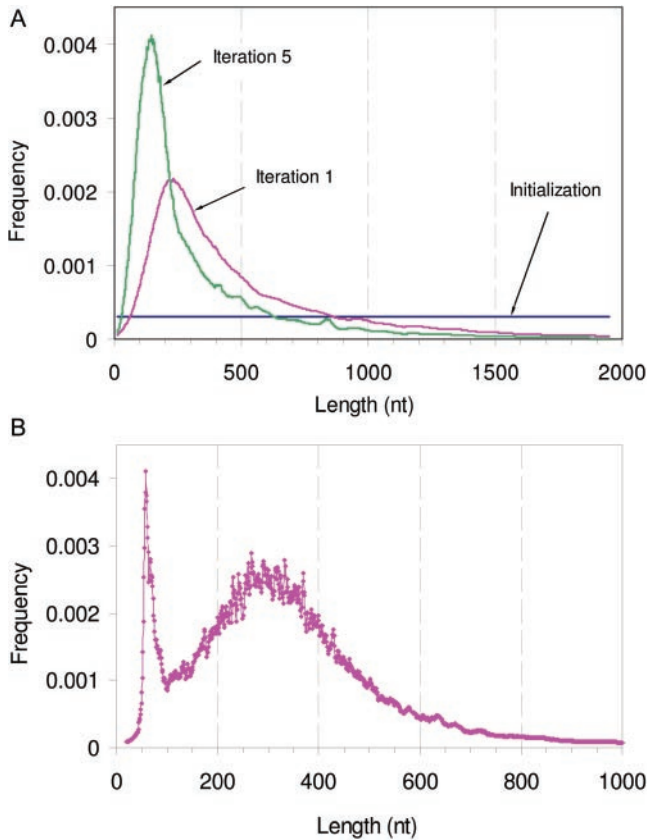 A
0.004
0.003
0.002
0.001
0
Frequency
Iteration 5
Iteration 1
Initialization
0 500 1000 1500 2000
Length (nt)
B
0.004
0.003
0.002
0.001
0
Frequency
0 200 400 600 800 1000
Length (nt)